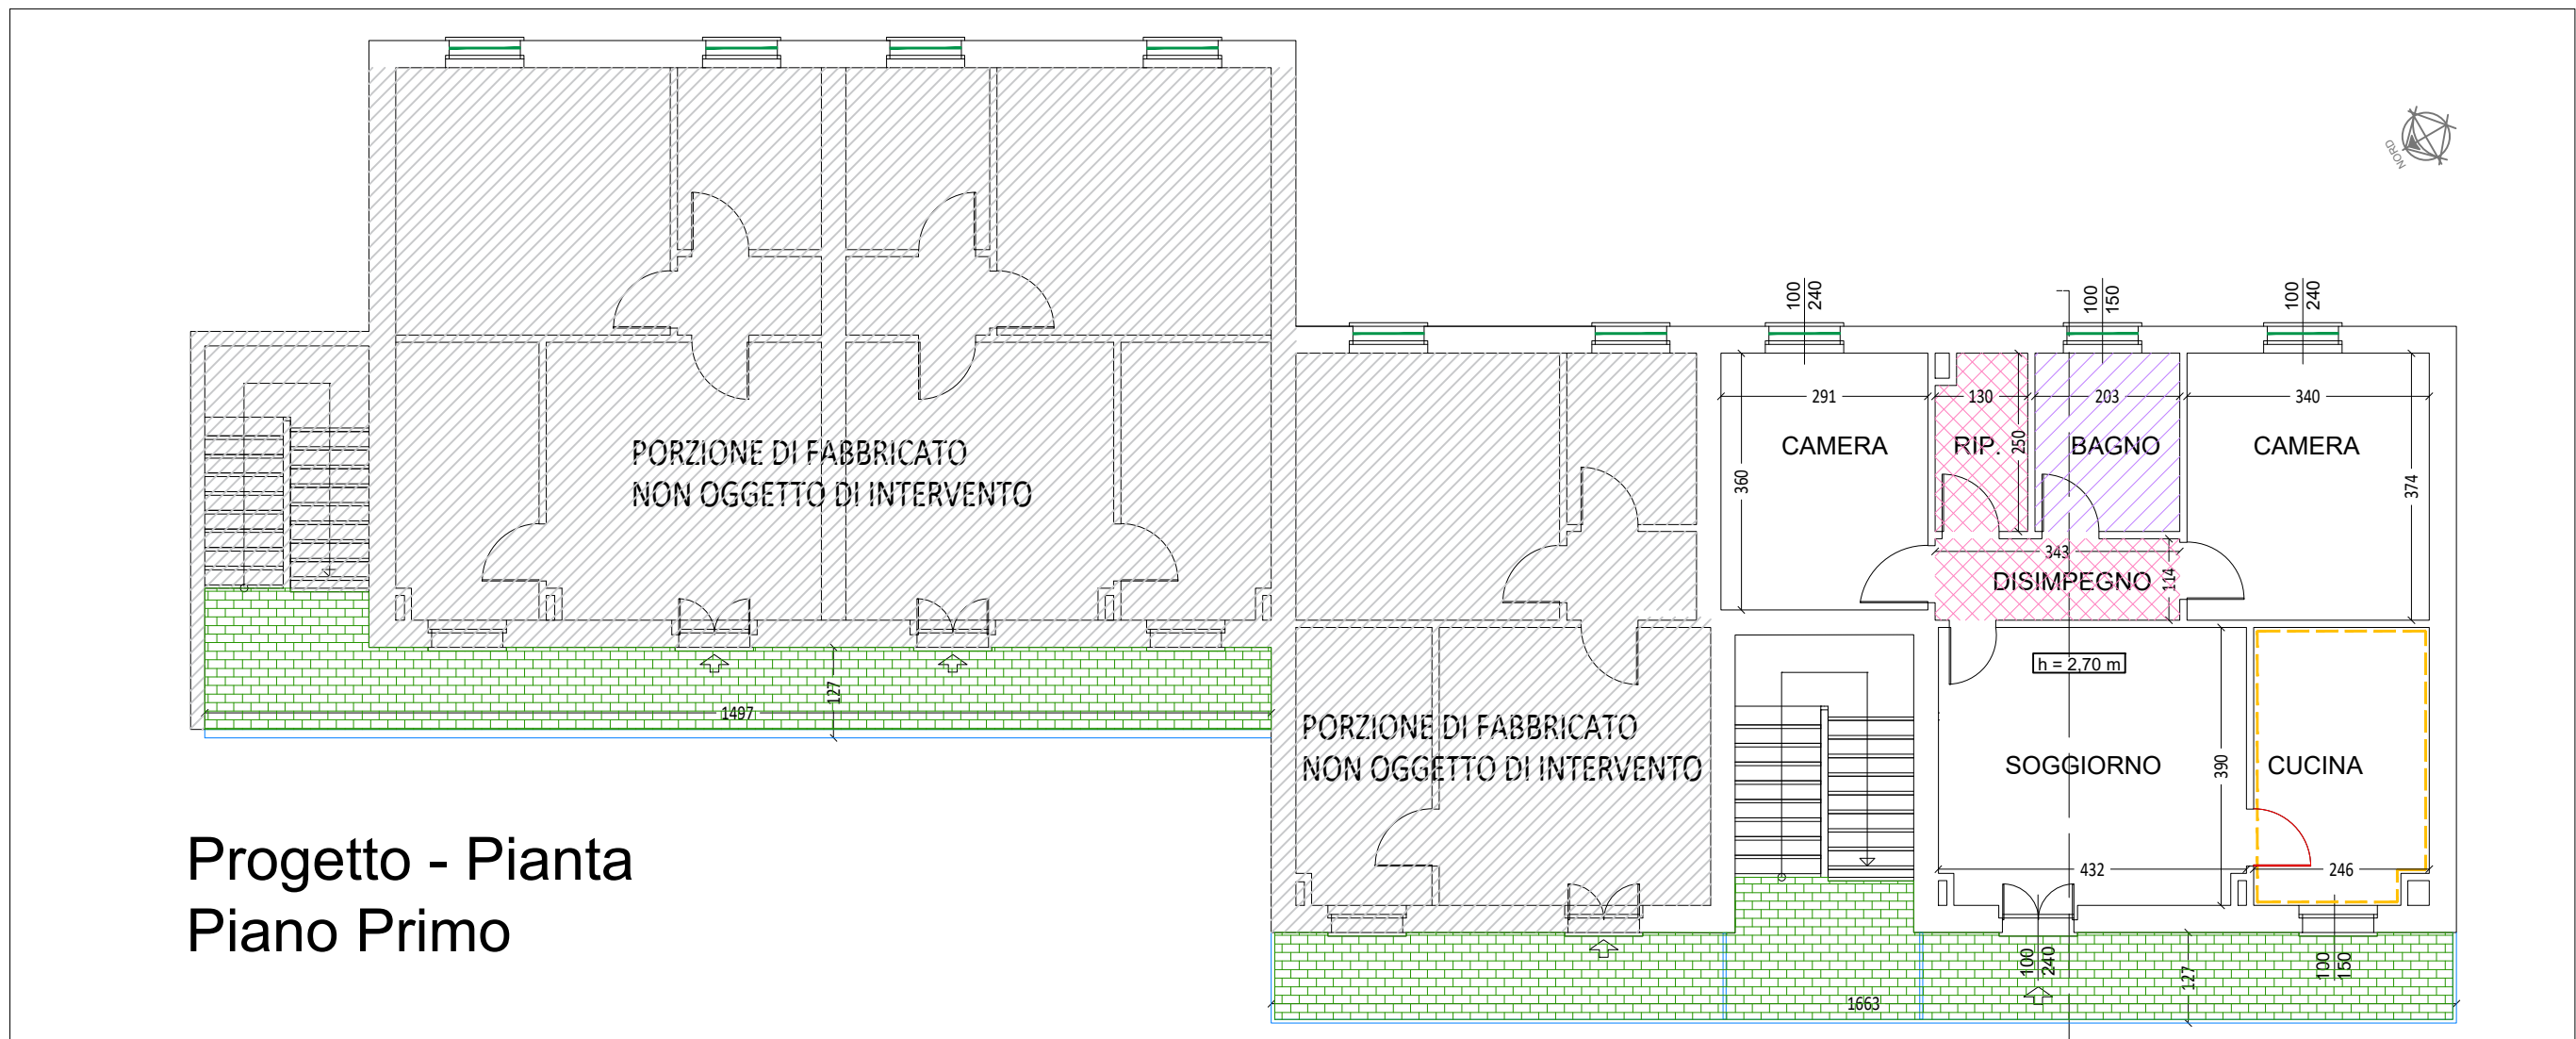 NORD
100
240
100
150
100
240
291
130
203
340
PORZIONE DI FABBRICATO
NON OGGETTO DI INTERVENTO
CAMERA
RIP.
BAGNO
CAMERA
250
360
374
343
DISIMPEGNO
114
h = 2,70 m
127
1497
PORZIONE DI FABBRICATO
NON OGGETTO DI INTERVENTO
SOGGIORNO
390
CUCINA
432
246
Progetto - Pianta
Piano Primo
100
240
127
100
150
1663